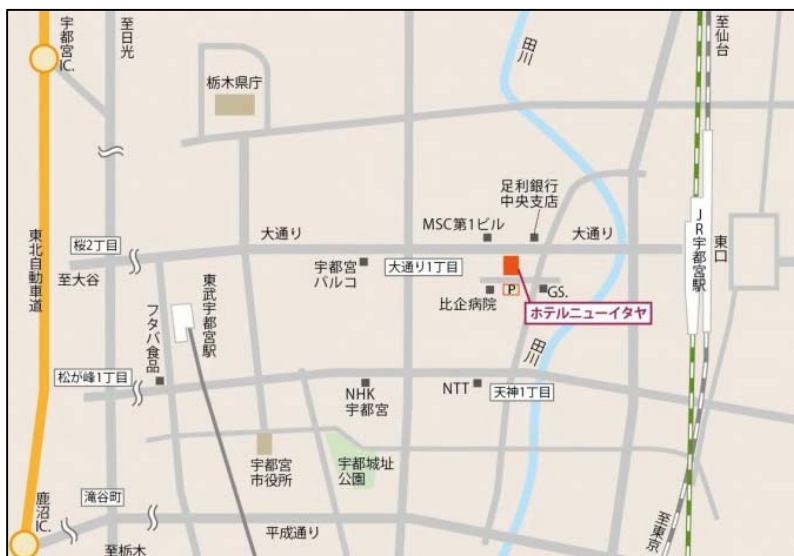 宇都宮
IC.
至日光
栃木県庁
田川
至仙台
足利銀行
中央支店
MSC第1ビル
大通り
大通り
桜2丁目
至大谷
宇都宮
パルコ
大通り1丁目
東口
JR宇都宮駅
東北自動車道
東武宇都宮駅
フタバ食品
比企病院
P
GS.
ホテルニューイタヤ
田川
松が峰1丁目
NHK
宇都宮
NTT
天神1丁目
宇都宮
市役所
宇都城址
公園
鹿沼
IC.
滝谷町
至栃木
平成通り
至東京